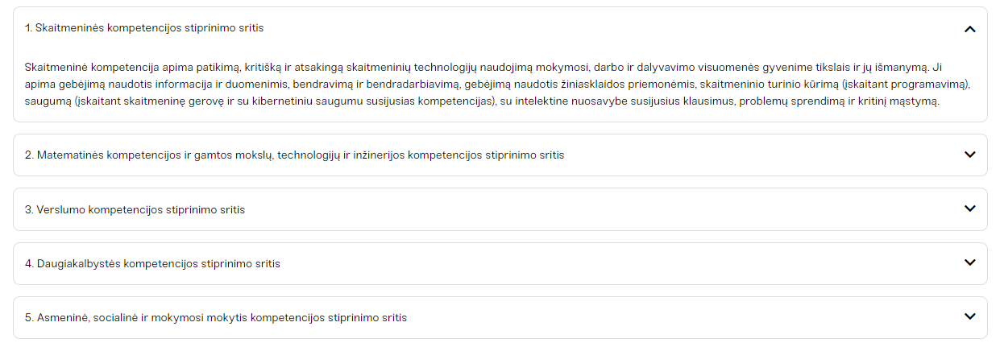 1. Skaitmeninės kompetencijos stiprinimo sritis
Skaitmeninė kompetencija apima patikimą, kritišką ir atsakingą skaitmeninių technologijų naudojimą mokymosi, darbo ir dalyvavimo visuomenės gyvenime tikslais ir jų išmanymą. Ji
apima gebėjimą naudotis informacija ir duomenimis, bendravimą ir bendradarbiavimą, gebėjimą naudotis žiniasklaidos priemonėmis, skaitmeninio turinio kūrimą (įskaitant programavimą),
saugumą (įskaitant skaitmeninę gerovę ir su kibernetiniu saugumu susijusias kompetencijas), su intelektine nuosavybe susijusius klausimus, problemų sprendimą ir kritinį mąstymą.
2. Matematinės kompetencijos ir gamtos mokslų, technologijų ir inžinerijos kompetencijos stiprinimo sritis
3. Verslumo kompetencijos stiprinimo sritis
4. Daugiakalbystės kompetencijos stiprinimo sritis
5. Asmeninė, socialinė ir mokymosi mokytis kompetencijos stiprinimo sritis